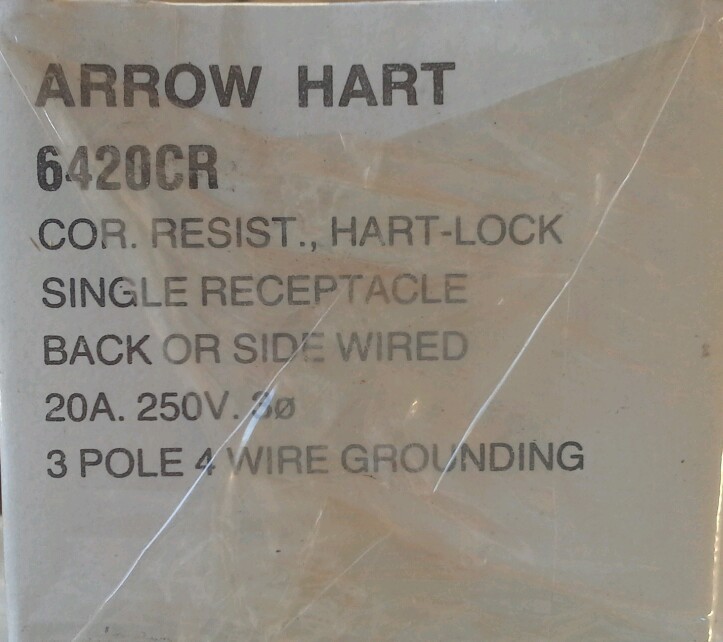 ARROW HART
6420CR
COR. RESIST., HART-LOCK
SINGLE RECEPTACLE
BACK OR SIDE WIRED
20A. 250V. 3ø
3 POLE 4 WIRE GROUNDING